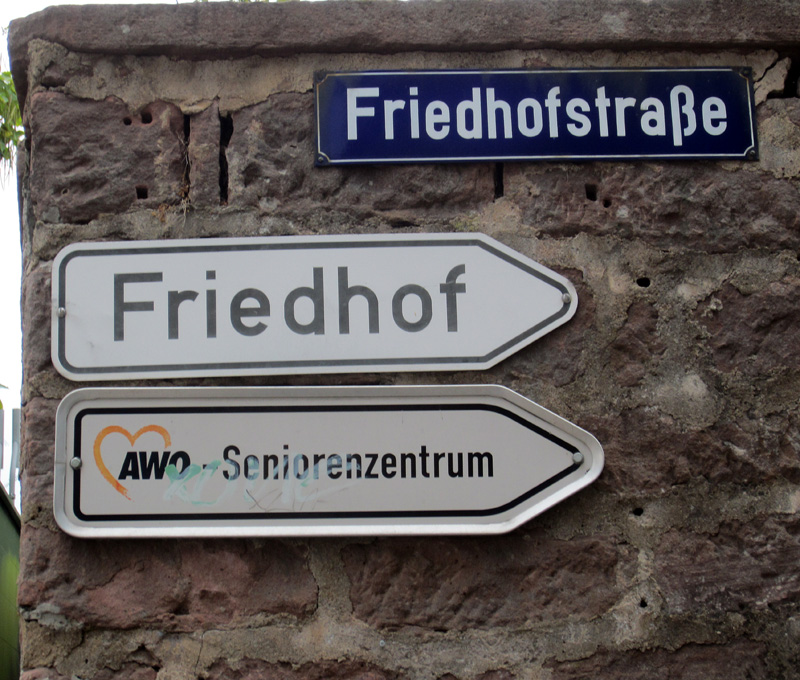 Friedhofstraße
Friedhof
AWO - Seniorenzentrum